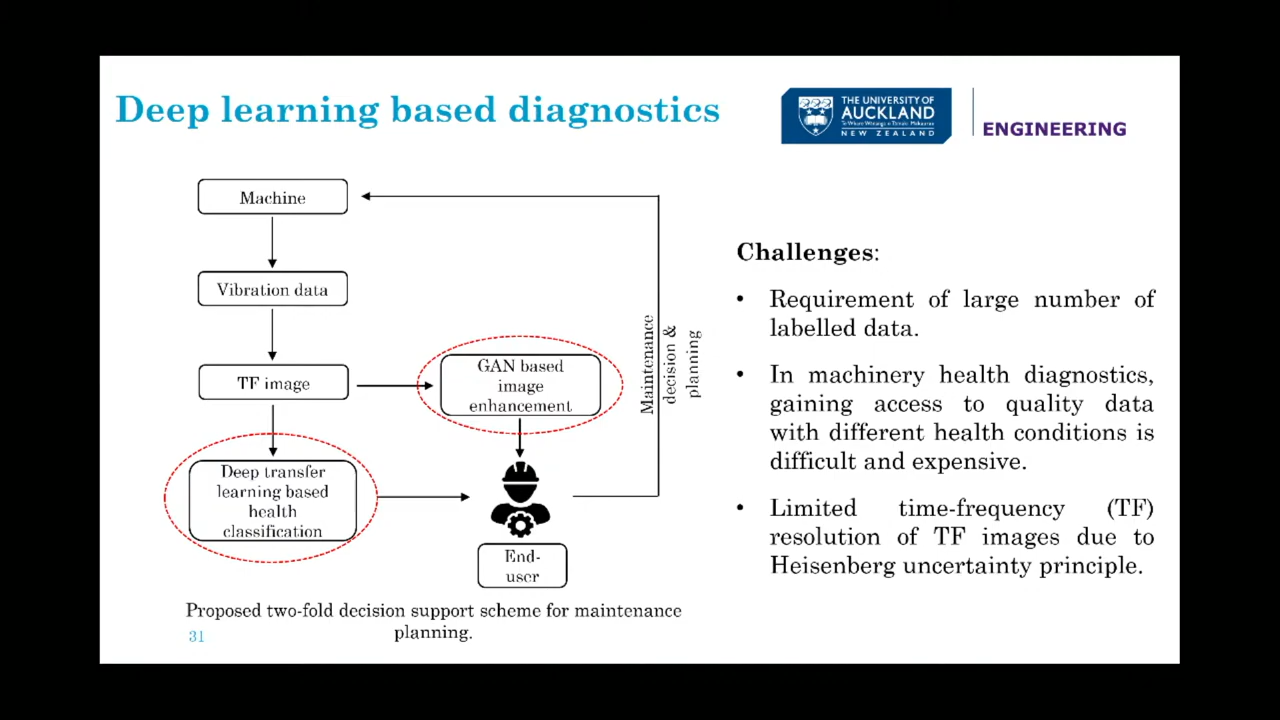 Deep learning based diagnostics
THE UNIVERSITY OF
AUCKLAND
NEW ZEALAND
ENGINEERING
Machine
Vibration data
TF image
GAN based
image
enhancement
Deep transfer
learning based
health
classification
End-
user
Maintenance
decision &
planning
Proposed two-fold decision support scheme for maintenance
planning.
31
Challenges:
• Requirement of large number of
labelled data.
• In machinery health diagnostics,
gaining access to quality data
with different health conditions is
difficult and expensive.
• Limited time-frequency (TF)
resolution of TF images due to
Heisenberg uncertainty principle.